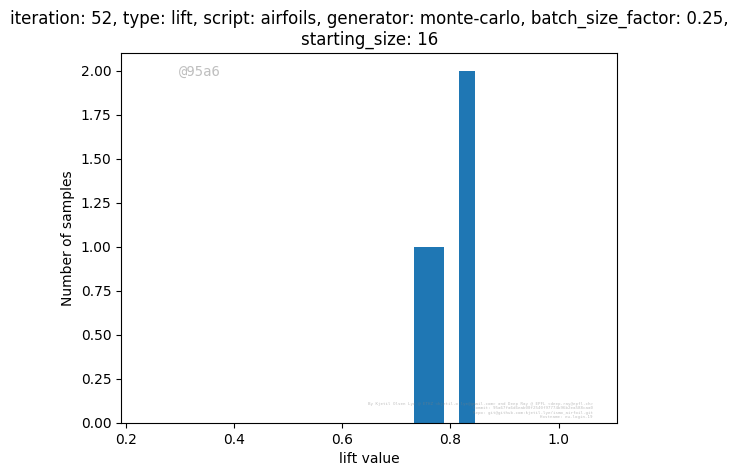 iteration: 52, type: lift, script: airfoils, generator: monte-carlo, batch_size_factor: 0.25,
starting_size: 16
@95a6
2.00
1.75
1.50
1.25
1.00
0.75
0.50
0.25
0.00
Number of samples
0.2 0.4 0.6 0.8 1.0
lift value